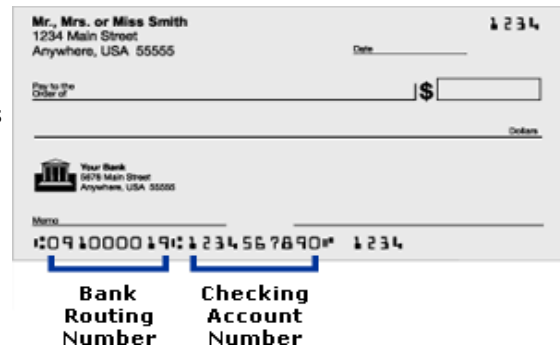 Mr., Mrs. or Miss Smith
1234 Main Street
Anywhere, USA 55555
1234
Date
Pay to the
Order of
$
Dollars
Your Bank
5678 Main Street
Anywhere, USA 55555
Memo
⑆091000019⑆1234567890⑈ 1234
Bank
Routing
Number
Checking
Account
Number